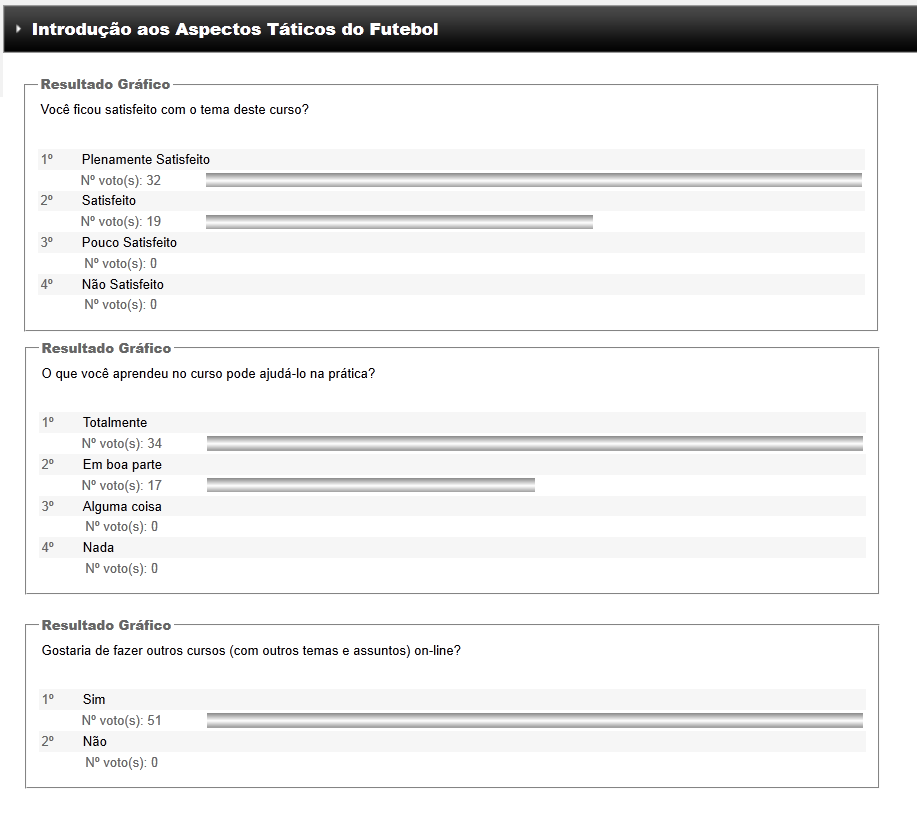 Introdução aos Aspectos Táticos do Futebol
Resultado Gráfico
Você ficou satisfeito com o tema deste curso?
1º Plenamente Satisfeito
Nº voto(s): 32
2º Satisfeito
Nº voto(s): 19
3º Pouco Satisfeito
Nº voto(s): 0
4º Não Satisfeito
Nº voto(s): 0
Resultado Gráfico
O que você aprendeu no curso pode ajudá-lo na prática?
1º Totalmente
Nº voto(s): 34
2º Em boa parte
Nº voto(s): 17
3º Alguma coisa
Nº voto(s): 0
4º Nada
Nº voto(s): 0
Resultado Gráfico
Gostaria de fazer outros cursos (com outros temas e assuntos) on-line?
1º Sim
Nº voto(s): 51
2º Não
Nº voto(s): 0